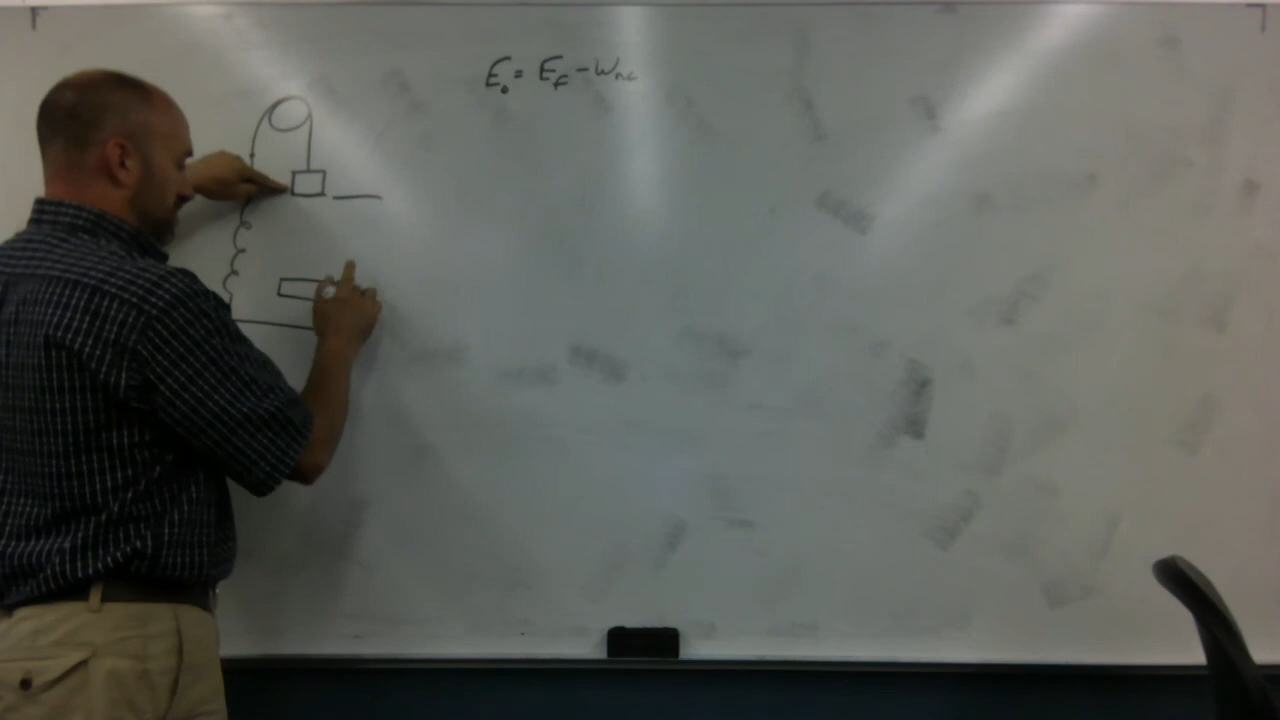 E₀ = E_f - W_nc